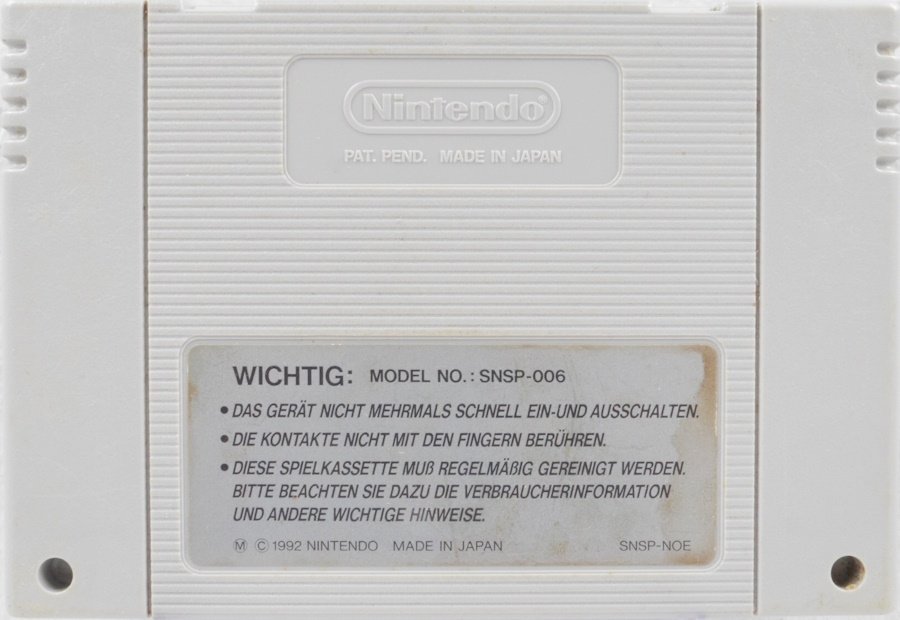 Nintendo®
PAT. PEND. MADE IN JAPAN
WICHTIG: MODEL NO.: SNSP-006
• DAS GERÄT NICHT MEHRMALS SCHNELL EIN-UND AUSSCHALTEN.
• DIE KONTAKTE NICHT MIT DEN FINGERN BERÜHREN.
• DIESE SPIELKASSETTE MUß REGELMÄßIG GEREINIGT WERDEN.
BITTE BEACHTEN SIE DAZU DIE VERBRAUCHERINFORMATION
UND ANDERE WICHTIGE HINWEISE.
Ⓜ © 1992 NINTENDO MADE IN JAPAN SNSP-NOE